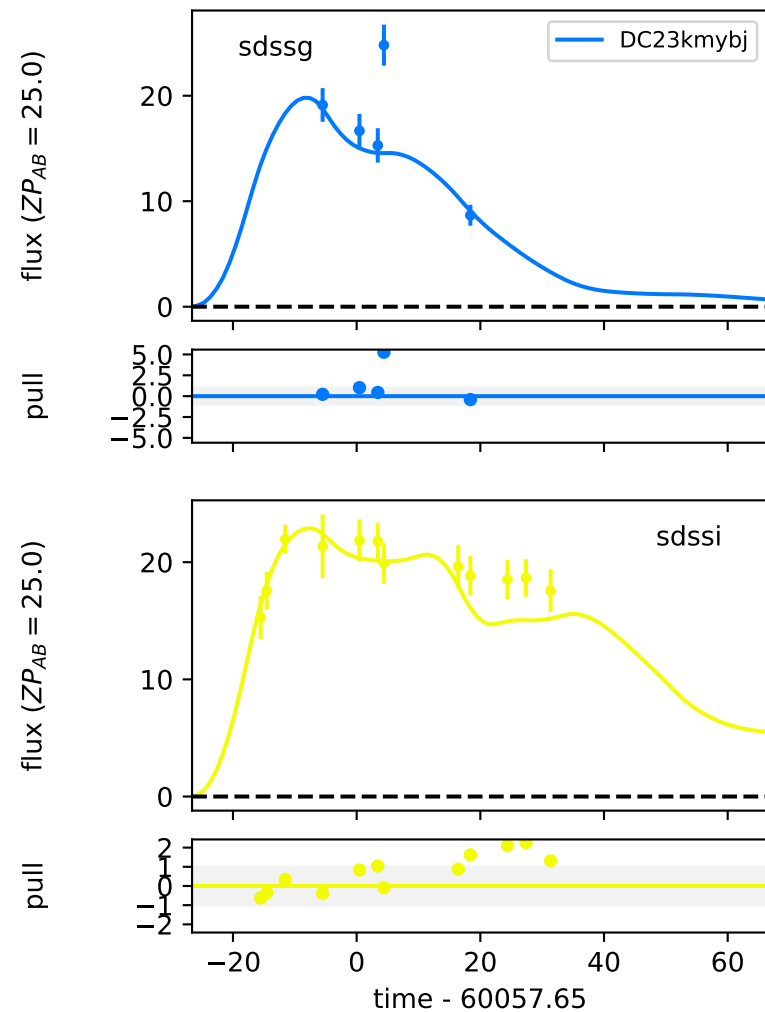 sdssg
DC23kmybj
flux (ZP_AB = 25.0)
20
10
0
pull
5.0
2.5
0.0
−2.5
−5.0
sdssi
flux (ZP_AB = 25.0)
20
10
0
pull
2
1
0
−1
−2
−20 0 20 40 60
time - 60057.65